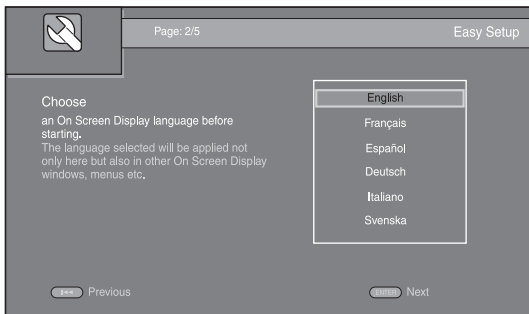 Page: 2/5
Easy Setup
Choose
an On Screen Display language before
starting.
The language selected will be applied not
only here but also in other On Screen Display
windows, menus etc.
English
Français
Español
Deutsch
Italiano
Svenska
Previous
ENTER Next